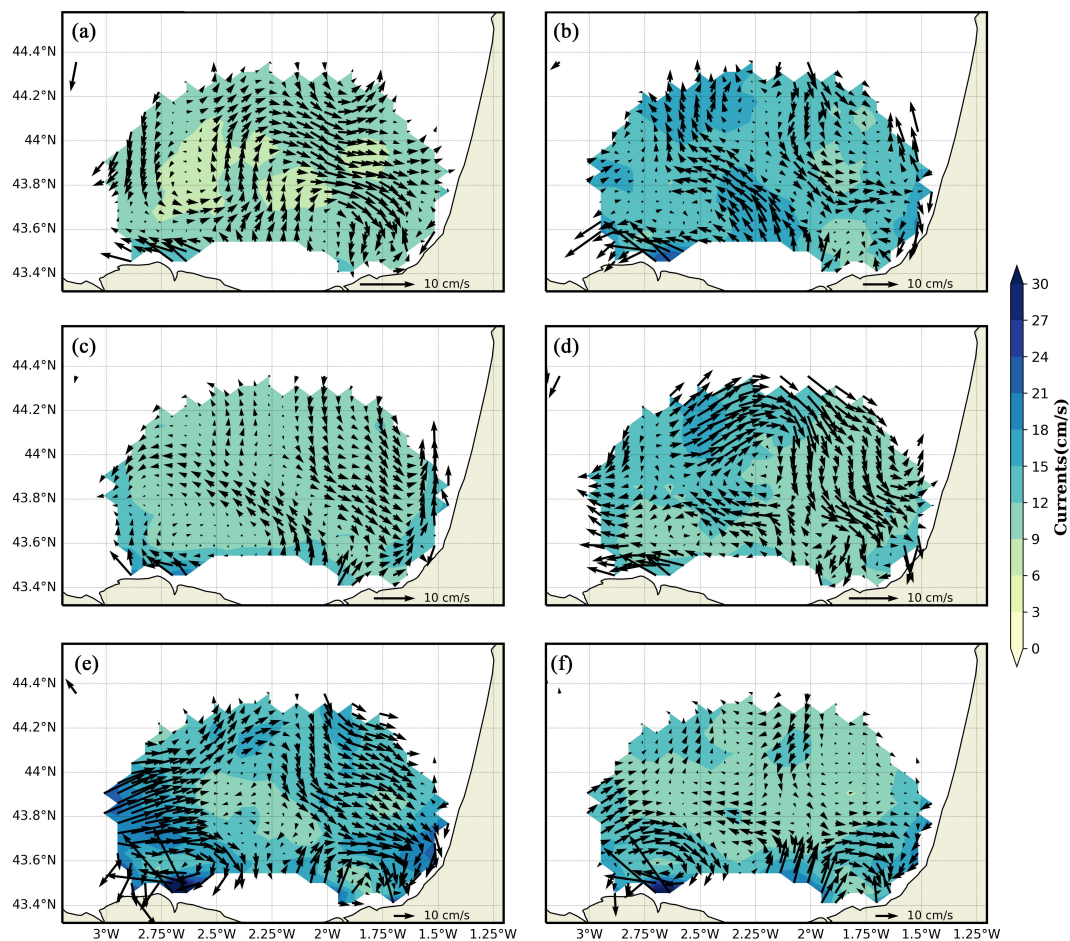 (a)
(b)
44.4°N
44.2°N
44°N
43.8°N
43.6°N
43.4°N
10 cm/s
10 cm/s
(c)
(d)
44.4°N
44.2°N
44°N
43.8°N
43.6°N
43.4°N
10 cm/s
10 cm/s
30
27
24
21
18
15
12
9
6
3
0
Currents(cm/s)
(e)
(f)
44.4°N
44.2°N
44°N
43.8°N
43.6°N
43.4°N
10 cm/s
10 cm/s
3°W
2.75°W
2.5°W
2.25°W
2°W
1.75°W
1.5°W
1.25°W
3°W
2.75°W
2.5°W
2.25°W
2°W
1.75°W
1.5°W
1.25°W